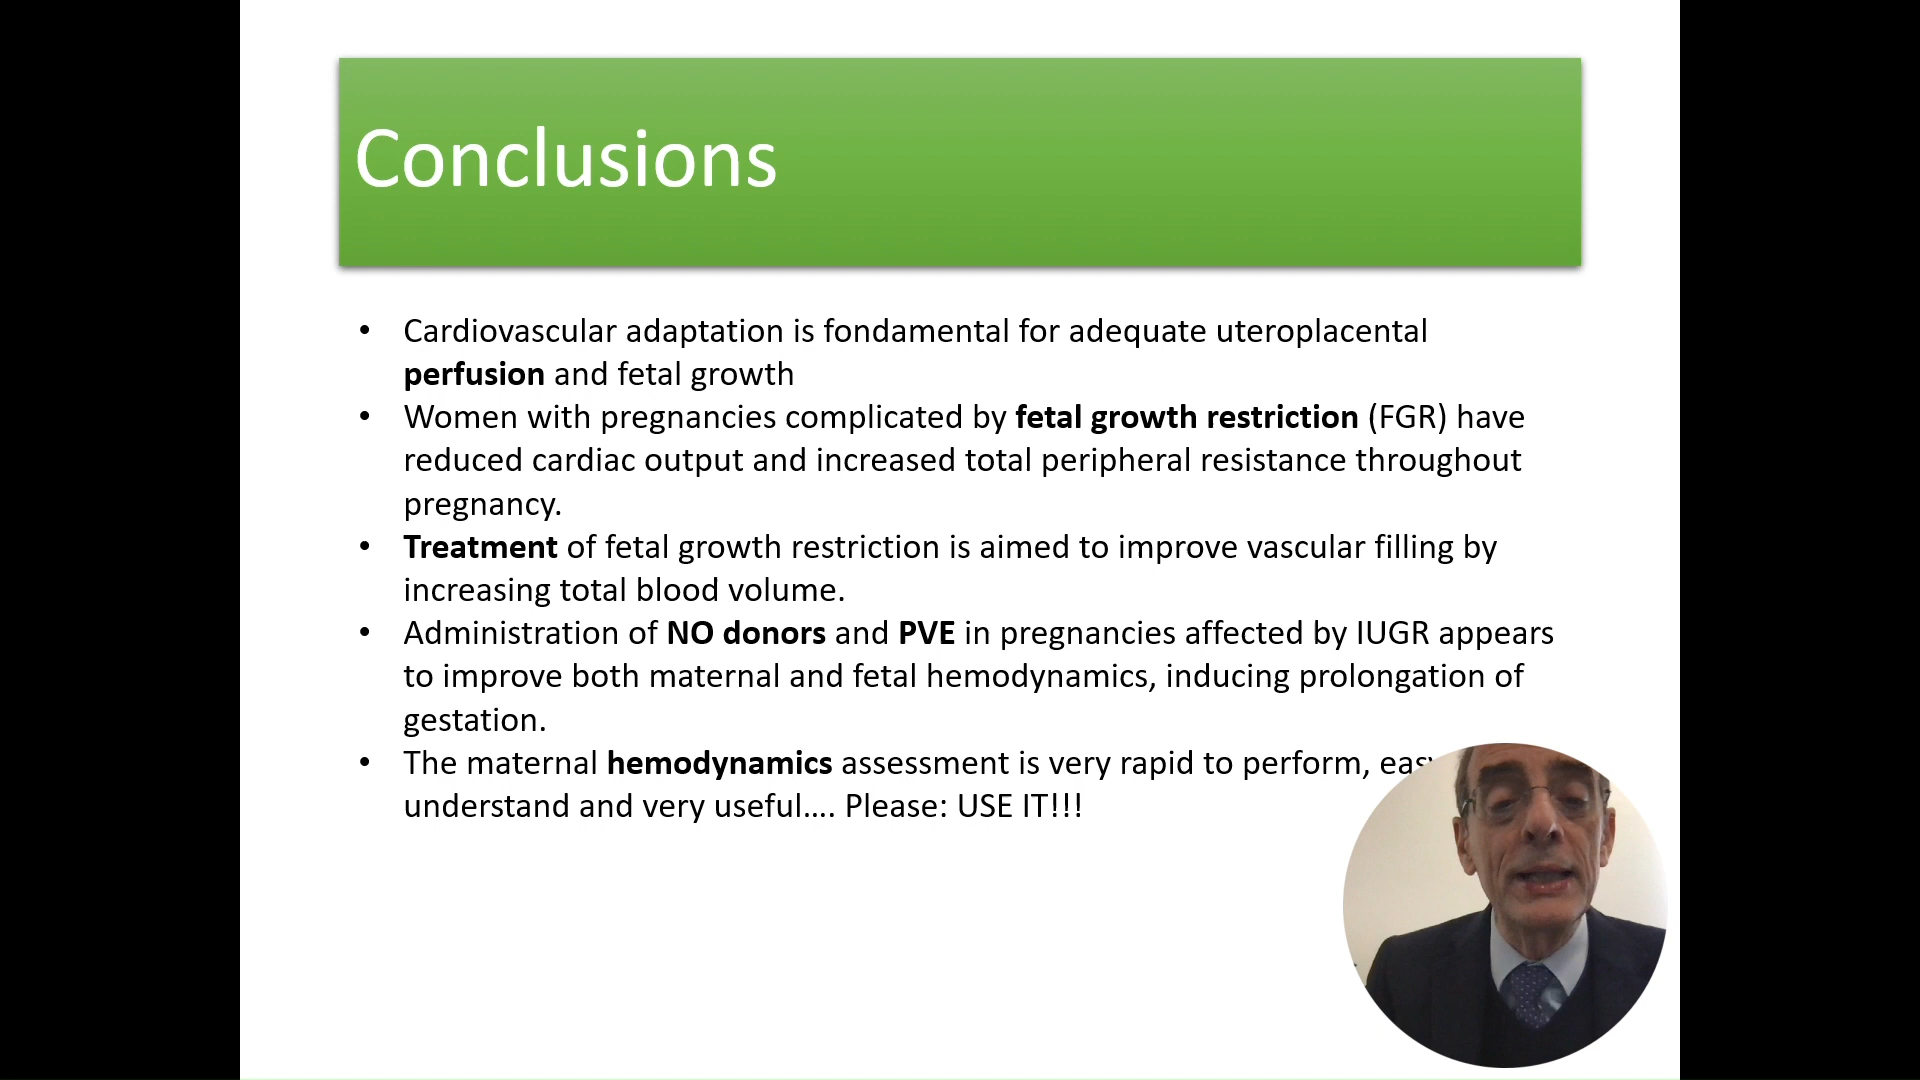 Conclusions
• Cardiovascular adaptation is fondamental for adequate uteroplacental
perfusion and fetal growth
• Women with pregnancies complicated by fetal growth restriction (FGR) have
reduced cardiac output and increased total peripheral resistance throughout
pregnancy.
• Treatment of fetal growth restriction is aimed to improve vascular filling by
increasing total blood volume.
• Administration of NO donors and PVE in pregnancies affected by IUGR appears
to improve both maternal and fetal hemodynamics, inducing prolongation of
gestation.
• The maternal hemodynamics assessment is very rapid to perform,
understand and very useful…. Please: USE IT!!!